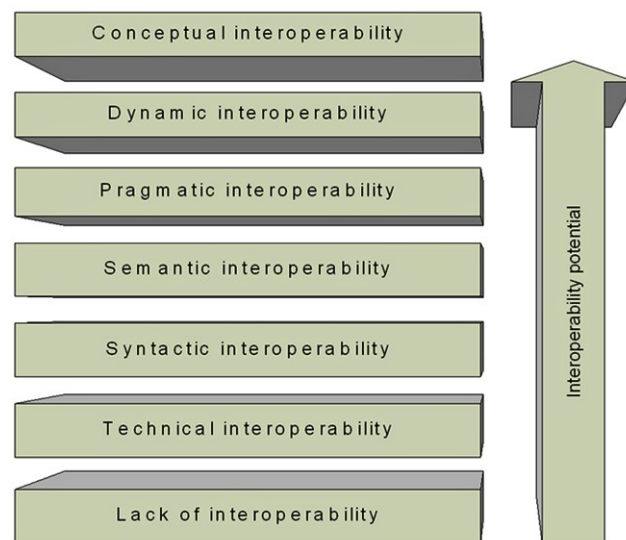 Conceptual interoperability
Dynamic interoperability
Pragmatic interoperability
Semantic interoperability
Syntactic interoperability
Technical interoperability
Lack of interoperability
Interoperability potential